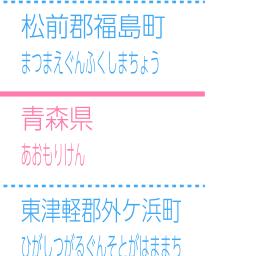 松前郡福島町
まつまえぐんふくしまちょう
青森県
あおもりけん
東津軽郡外ケ浜町
ひがしつがるぐんそとがはままち